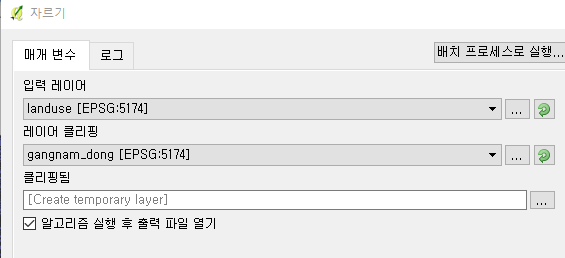 자르기
매개 변수
로그
배치 프로세스로 실행...
입력 레이어
landuse [EPSG:5174]
...
레이어 클리핑
gangnam_dong [EPSG:5174]
...
클리핑됨
[Create temporary layer]
...
알고리즘 실행 후 출력 파일 열기